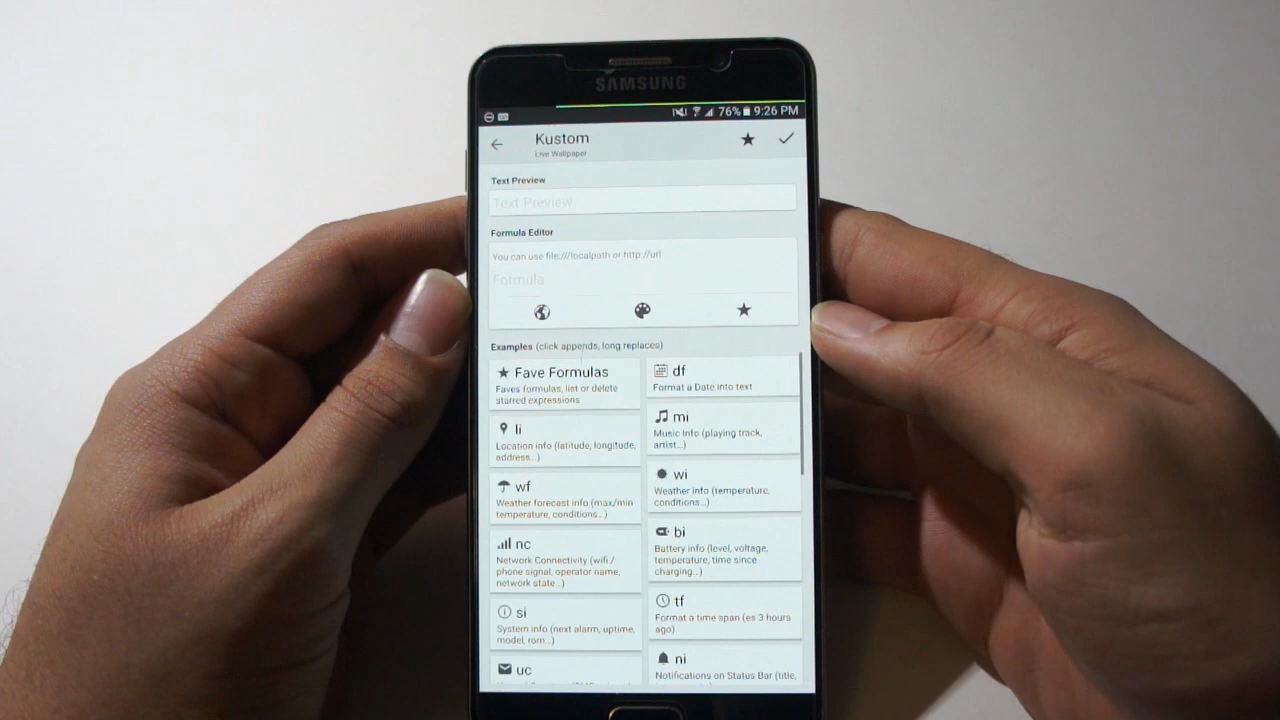 SAMSUNG
76% 9:26 PM
Kustom
Live Wallpaper
Text Preview
Text Preview
Formula Editor
You can use file:///localpath or http://url
Formula
Examples (click appends, long replaces)
Fave Formulas
Faves formulas, list or delete
starred expressions
df
Format a Date into text
li
Location info (latitude, longitude,
address...)
mi
Music Info (playing track,
artist...)
wf
Weather forecast info (max/min
temperature, conditions...)
wi
Weather info (temperature,
conditions...)
nc
Network Connectivity (wifi /
phone signal, operator name,
network state...)
bi
Battery info (level, voltage,
temperature, time since
charging...)
si
System info (next alarm, uptime,
model, rom...)
tf
Format a time span (es 3 hours
ago)
uc
ni
Notifications on Status Bar (title,